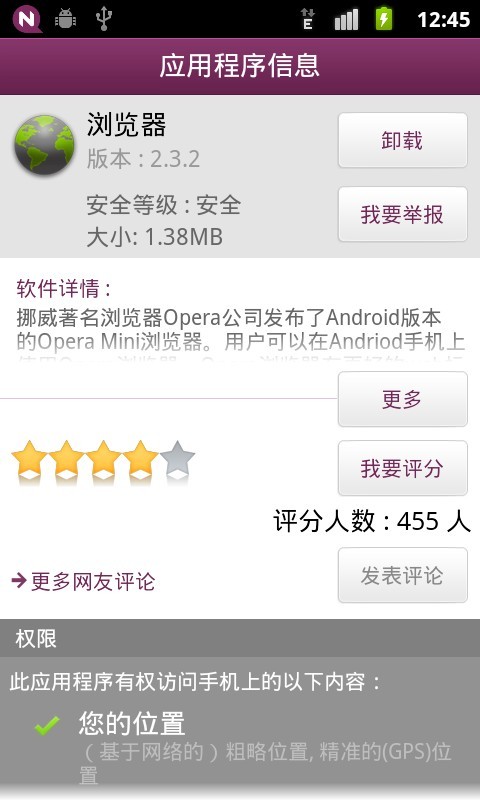 N
E
12:45
应用程序信息
浏览器
版本 : 2.3.2
卸载
安全等级 : 安全
大小: 1.38MB
我要举报
软件详情 :
挪威著名浏览器Opera公司发布了Android版本
的Opera Mini浏览器。用户可以在Andriod手机上
更多
我要评分
评分人数 : 455 人
更多网友评论
发表评论
权限
此应用程序有权访问手机上的以下内容 :
您的位置
（基于网络的）粗略位置, 精准的(GPS)位
置